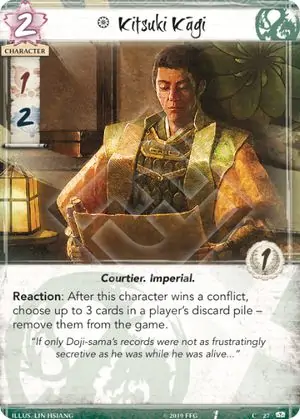 2
Kitsuki Kagi
CHARACTER
1
2
1
Courtier. Imperial.
Reaction: After this character wins a conflict,
choose up to 3 cards in a player's discard pile –
remove them from the game.
"If only Doji-sama's records were not as frustratingly
secretive as he was while he was alive..."
ILLUS. LIN HSIANG
©2019 FFG
1
C 27